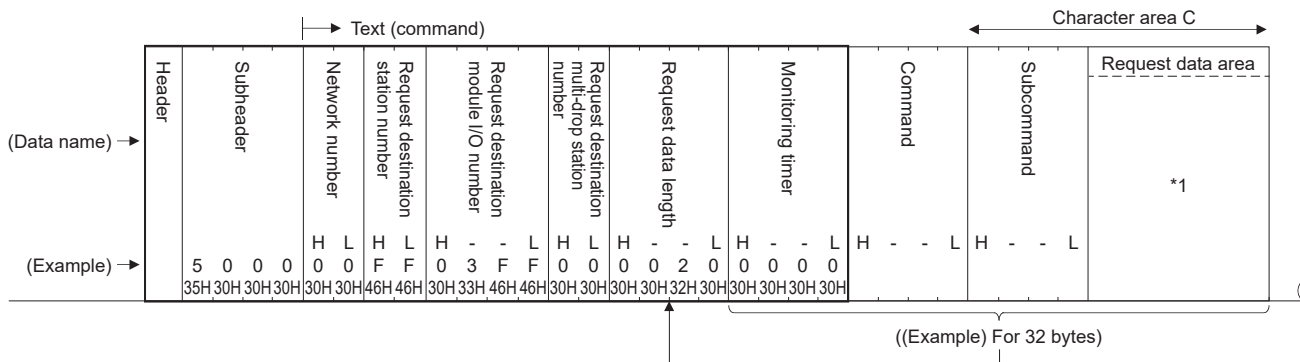 Text (command)
Character area C
(Data name)
Header
Subheader
Network number
Request destination
station number
Request destination
module I/O number
Request destination
multi-drop station
number
Request data length
Monitoring timer
Command
Subcommand
Request data area
*1
H L H L H - - L H L H - - L H - - L H - - L H - - L
(Example) 5 0 0 0 0 0 F F 0 3 F F 0 0 0 0 2 0 0 0 0 0
35H 30H 30H 30H 30H 30H 46H 46H 30H 33H 46H 46H 30H 30H 30H 30H 32H 30H 30H 30H 30H 30H
((Example) For 32 bytes)
(